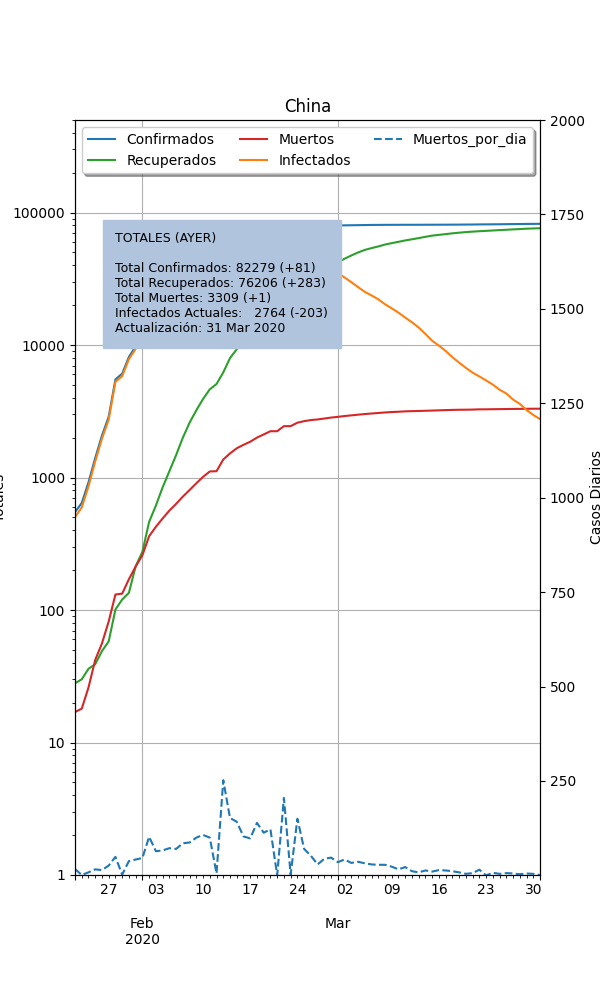 China
Confirmados
Muertos
Muertos_por_dia
Recuperados
Infectados
TOTALES (AYER)
Total Confirmados: 82279 (+81)
Total Recuperados: 76206 (+283)
Total Muertes: 3309 (+1)
Infectados Actuales: 2764 (-203)
Actualización: 31 Mar 2020
100000
10000
1000
100
10
1
2000
1750
1500
1250
1000
750
500
250
Casos Diarios
27 03 10 17 24 02 09 16 23 30
Feb Mar
2020